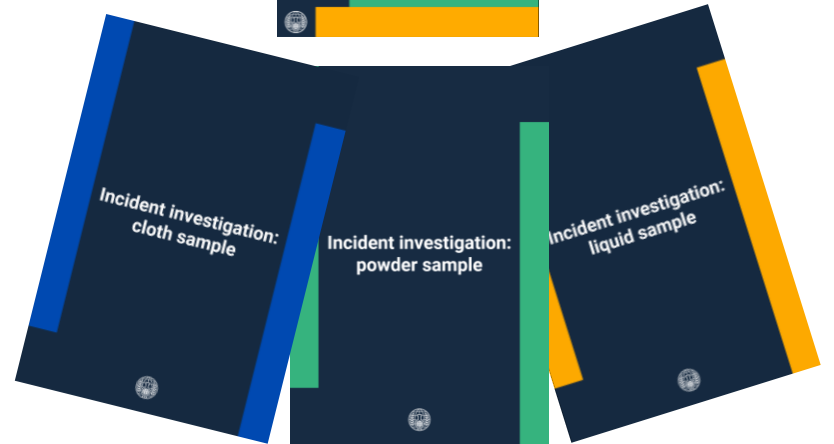 Incident investigation:
cloth sample
Incident investigation:
powder sample
Incident investigation:
liquid sample